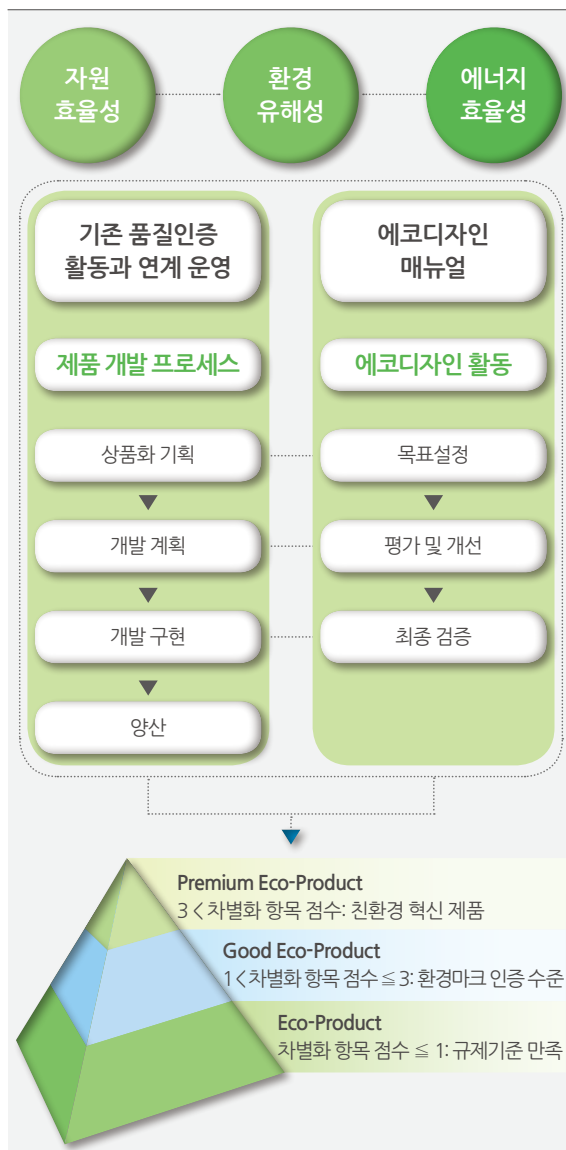 자원
효율성
환경
유해성
에너지
효율성
기존 품질인증
활동과 연계 운영
에코디자인
매뉴얼
제품 개발 프로세스
에코디자인 활동
상품화 기획
목표설정
개발 계획
평가 및 개선
개발 구현
최종 검증
양산
Premium Eco-Product
3 < 차별화 항목 점수: 친환경 혁신 제품
Good Eco-Product
1 < 차별화 항목 점수 ≦ 3: 환경마크 인증 수준
Eco-Product
차별화 항목 점수 ≦ 1: 규제기준 만족